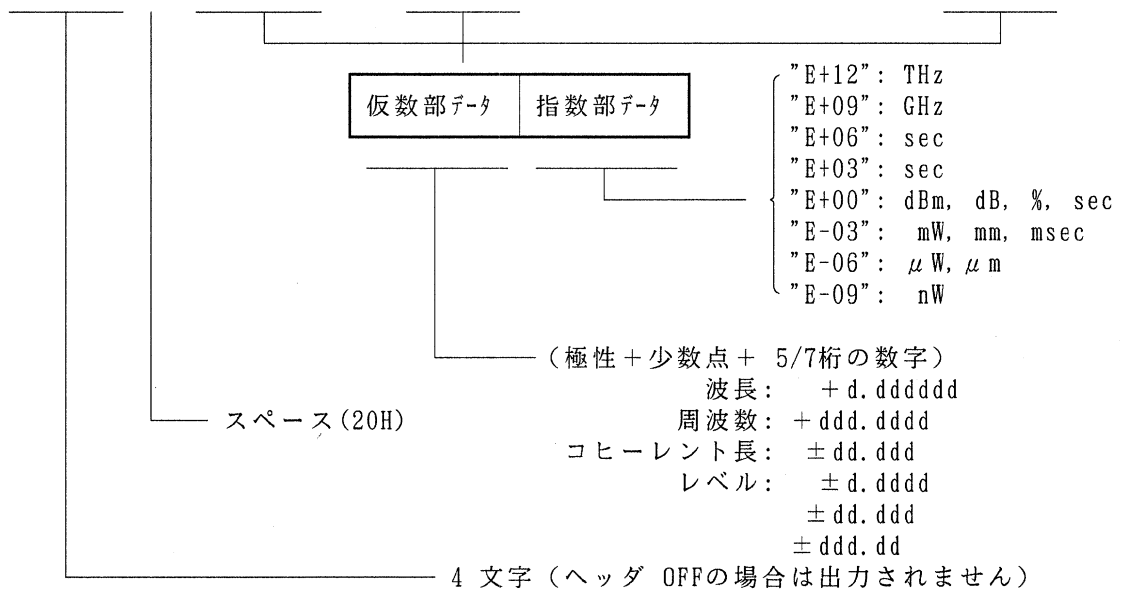 仮数部ﾃﾞｰﾀ 指数部ﾃﾞｰﾀ
"E+12": THz
"E+09": GHz
"E+06": sec
"E+03": sec
"E+00": dBm, dB, %, sec
"E-03": mW, mm, msec
"E-06": μW, μm
"E-09": nW
(極性＋少数点＋ 5/7桁の数字)
波長: ＋d.dddddd
周波数: ＋ddd.dddd
コヒーレント長: ±dd.ddd
レベル: ±d.dddd
±dd.ddd
±ddd.dd
スペース(20H)
4 文字（ヘッダ OFFの場合は出力されません）